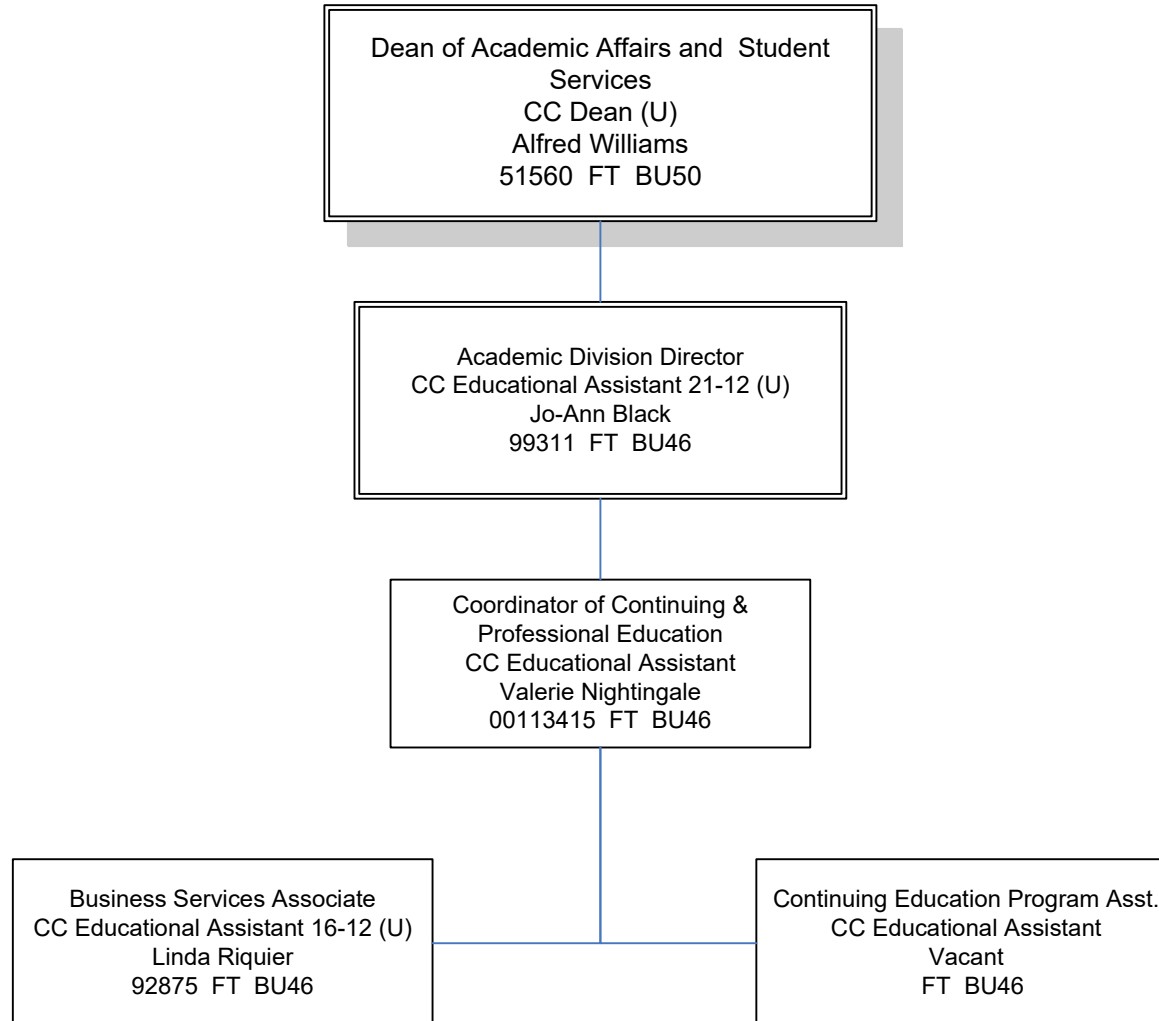 Dean of Academic Affairs and Student
Services
CC Dean (U)
Alfred Williams
51560 FT BU50
Academic Division Director
CC Educational Assistant 21-12 (U)
Jo-Ann Black
99311 FT BU46
Coordinator of Continuing &
Professional Education
CC Educational Assistant
Valerie Nightingale
00113415 FT BU46
Business Services Associate
CC Educational Assistant 16-12 (U)
Linda Riquier
92875 FT BU46
Continuing Education Program Asst.
CC Educational Assistant
Vacant
FT BU46